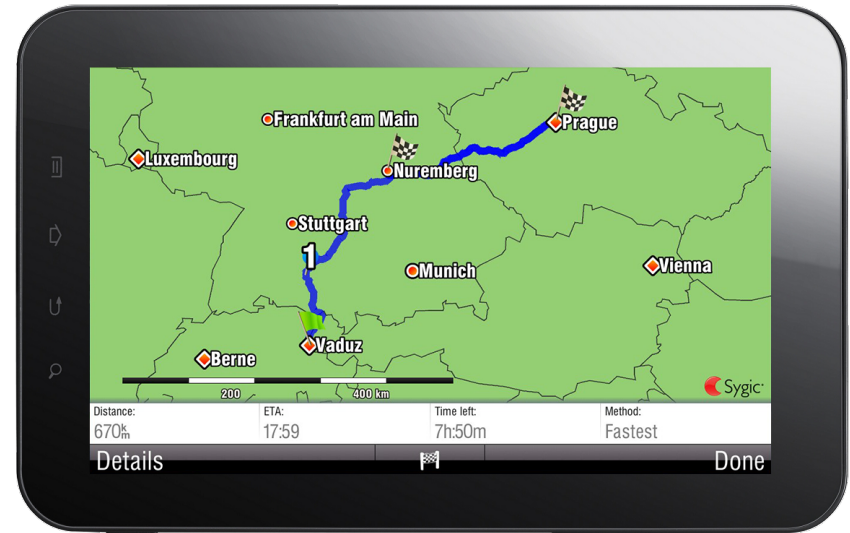 Frankfurt am Main
Prague
Luxembourg
Nuremberg
Stuttgart
1
Munich
Vienna
Vaduz
Berne
200
400 km
Sygic
Distance:
ETA:
Time left:
Method:
670km
17:59
7h:50m
Fastest
Details
Done